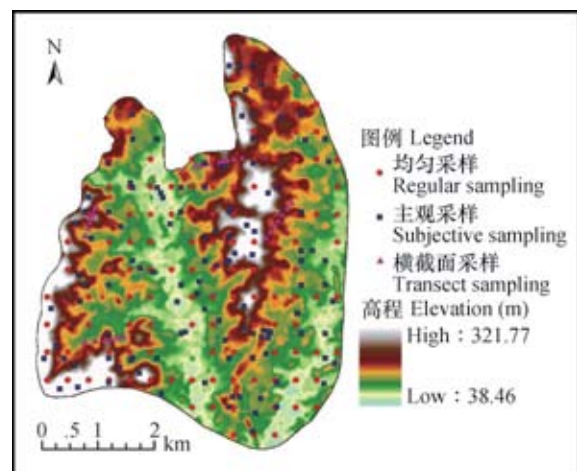 N
图例 Legend
均匀采样
Regular sampling
主观采样
Subjective sampling
横截面采样
Transect sampling
高程 Elevation (m)
High：321.77
Low：38.46
0 .5 1 2
km